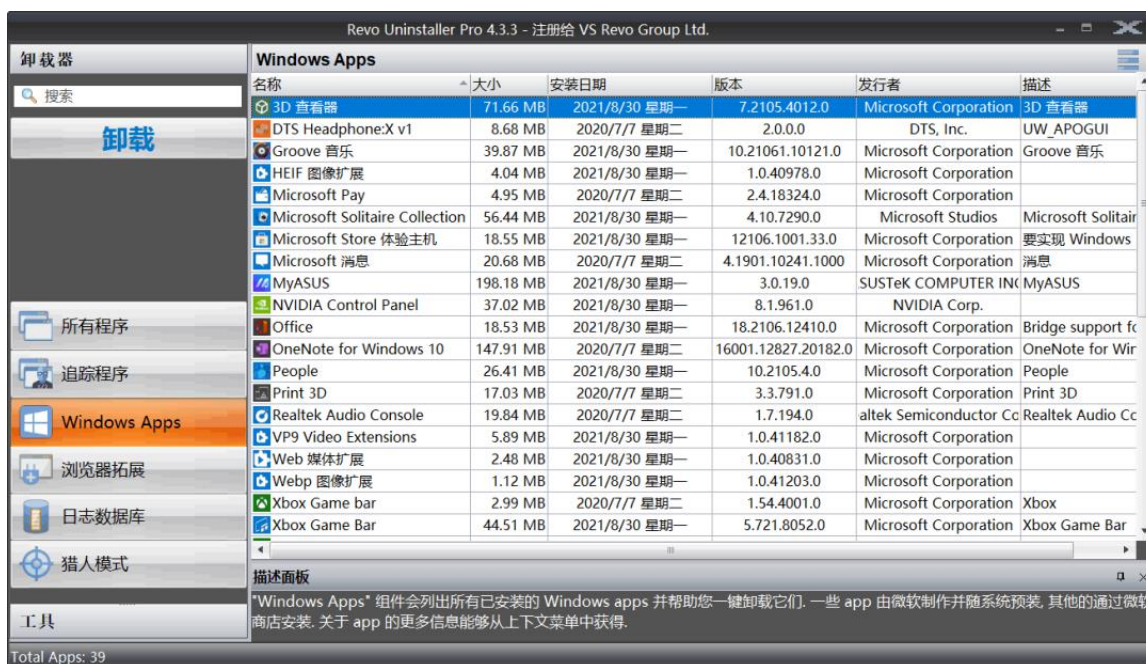 Revo Uninstaller Pro 4.3.3 - 注册给 VS Revo Group Ltd.
卸载器
搜索
卸载
所有程序
追踪程序
Windows Apps
浏览器拓展
日志数据库
猎人模式
工具
Windows Apps
名称 大小 安装日期 版本 发行者 描述
3D 查看器 71.66 MB 2021/8/30 星期一 7.2105.4012.0 Microsoft Corporation 3D 查看器
DTS Headphone:X v1 8.68 MB 2020/7/7 星期二 2.0.0.0 DTS, Inc. UW_APOGUI
Groove 音乐 39.87 MB 2021/8/30 星期一 10.21061.10121.0 Microsoft Corporation Groove 音乐
HEIF 图像扩展 4.04 MB 2021/8/30 星期一 1.0.40978.0 Microsoft Corporation
Microsoft Pay 4.95 MB 2020/7/7 星期二 2.4.18324.0 Microsoft Corporation
Microsoft Solitaire Collection 56.44 MB 2021/8/30 星期一 4.10.7290.0 Microsoft Studios Microsoft Solitair
Microsoft Store 体验主机 18.55 MB 2021/8/30 星期一 12106.1001.33.0 Microsoft Corporation 要实现 Windows
Microsoft 消息 20.68 MB 2020/7/7 星期二 4.1901.10241.1000 Microsoft Corporation 消息
MyASUS 198.18 MB 2021/8/30 星期一 3.0.19.0 SUSTeK COMPUTER IN( MyASUS
NVIDIA Control Panel 37.02 MB 2021/8/30 星期一 8.1.961.0 NVIDIA Corp.
Office 18.53 MB 2021/8/30 星期一 18.2106.12410.0 Microsoft Corporation Bridge support fo
OneNote for Windows 10 147.91 MB 2020/7/7 星期二 16001.12827.20182.0 Microsoft Corporation OneNote for Wir
People 26.41 MB 2021/8/30 星期一 10.2105.4.0 Microsoft Corporation People
Print 3D 17.03 MB 2020/7/7 星期二 3.3.791.0 Microsoft Corporation Print 3D
Realtek Audio Console 19.84 MB 2020/7/7 星期二 1.7.194.0 altek Semiconductor Co Realtek Audio Cc
VP9 Video Extensions 5.89 MB 2021/8/30 星期一 1.0.41182.0 Microsoft Corporation
Web 媒体扩展 2.48 MB 2021/8/30 星期一 1.0.40831.0 Microsoft Corporation
Webp 图像扩展 1.12 MB 2021/8/30 星期一 1.0.41203.0 Microsoft Corporation
Xbox Game bar 2.99 MB 2020/7/7 星期二 1.54.4001.0 Microsoft Corporation Xbox
Xbox Game Bar 44.51 MB 2021/8/30 星期一 5.721.8052.0 Microsoft Corporation Xbox Game Bar
描述面板
"Windows Apps" 组件会列出所有已安装的 Windows apps 并帮助您一键卸载它们. 一些 app 由微软制作并随系统预装, 其他的通过微软
商店安装. 关于 app 的更多信息能够从上下文菜单中获得.
Total Apps: 39